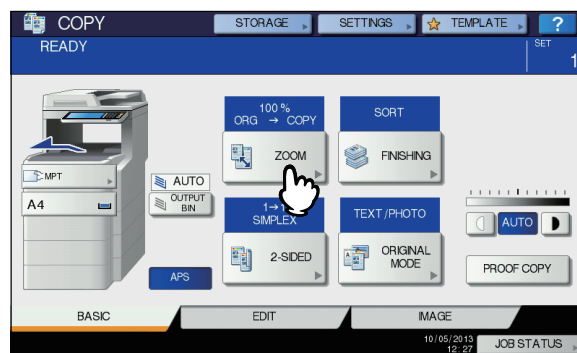 COPY
STORAGE
SETTINGS
TEMPLATE
?
READY
SET
1
100 %
ORG → COPY
SORT
ZOOM
FINISHING
MPT
A4
AUTO
OUTPUT
BIN
SIMPLEX
TEXT/PHOTO
2-SIDED
ORIGINAL
MODE
AUTO
APS
PROOF COPY
BASIC
EDIT
IMAGE
10/05/2013
12:27
JOB STATUS